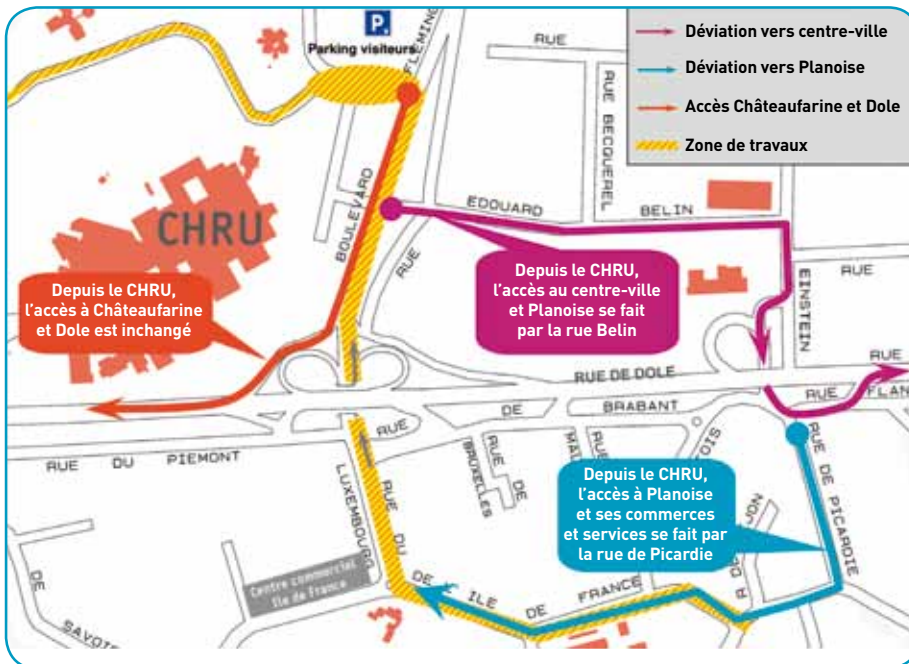 P
Parking visiteurs
FLEMING
RUE
RUE BECQUEREL
Déviation vers centre-ville
Déviation vers Planoise
Accès Châteaufarine et Dole
Zone de travaux
CHRU
BOULEVARD
EDOUARD
BELIN
RUE
EINSTEIN
RUE
Depuis le CHRU,
l'accès à Châteaufarine
et Dole est inchangé
Depuis le CHRU,
l'accès au centre-ville
et Planoise se fait
par la rue Belin
RUE DE DOLE
RUE
RUE
FLAN
DE
BRABANT
RUE
RUE DU PIEMONT
LUXEMBOURG
RUE DU
BRUXELLES
RUE DE
RUE DE PICARDIE
Depuis le CHRU,
l'accès à Planoise
et ses commerces
et services se fait par
la rue de Picardie
Centre commercial
Ile de France
DE L'ILE
DE FRANCE
DE
SAVOIE